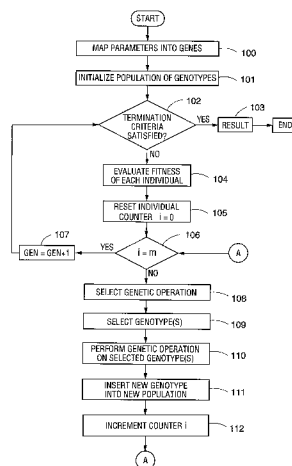 START
MAP PARAMETERS INTO GENES
100
INITIALIZE POPULATION OF GENOTYPES
101
102
103
TERMINATION
CRITERIA
SATISFIED?
YES
RESULT
END
NO
EVALUATE FITNESS
OF EACH INDIVIDUAL
104
RESET INDIVIDUAL
COUNTER i = 0
105
107
106
YES
GEN = GEN+1
i = m
A
NO
SELECT GENETIC OPERATION
108
SELECT GENOTYPE(S)
109
PERFORM GENETIC OPERATION
ON SELECTED GENOTYPE(S)
110
INSERT NEW GENOTYPE
INTO NEW POPULATION
111
INCREMENT COUNTER i
112
A